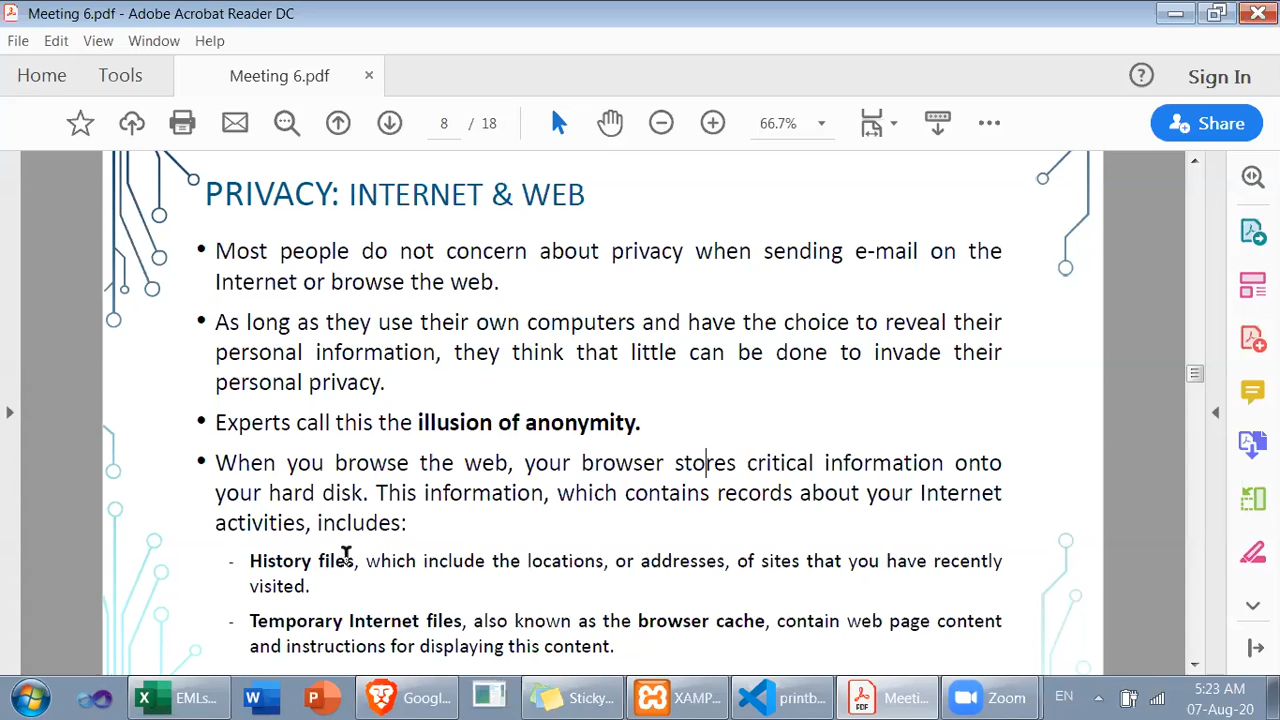 Meeting 6.pdf - Adobe Acrobat Reader DC
File Edit View Window Help
Home Tools Meeting 6.pdf × Sign In
8 / 18 66.7% Share
PRIVACY: INTERNET & WEB
• Most people do not concern about privacy when sending e-mail on the
Internet or browse the web.
• As long as they use their own computers and have the choice to reveal their
personal information, they think that little can be done to invade their
personal privacy.
• Experts call this the illusion of anonymity.
• When you browse the web, your browser stores critical information onto
your hard disk. This information, which contains records about your Internet
activities, includes:
- History files, which include the locations, or addresses, of sites that you have recently
visited.
- Temporary Internet files, also known as the browser cache, contain web page content
and instructions for displaying this content.
EMLs... Googl... Sticky... XAMP... printb... Meeti... Zoom EN 5:23 AM
07-Aug-20